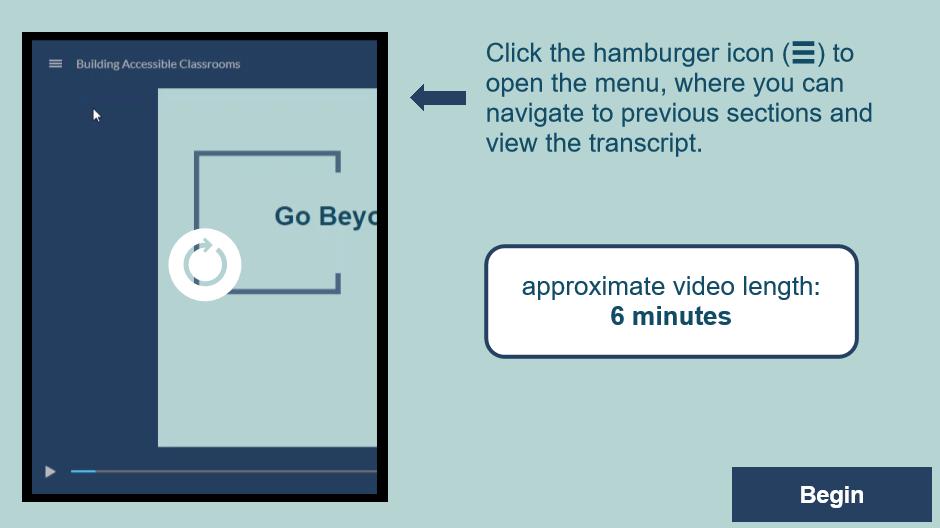 Building Accessible Classrooms
Go Beyo
Click the hamburger icon (☰) to
open the menu, where you can
navigate to previous sections and
view the transcript.
approximate video length:
6 minutes
Begin